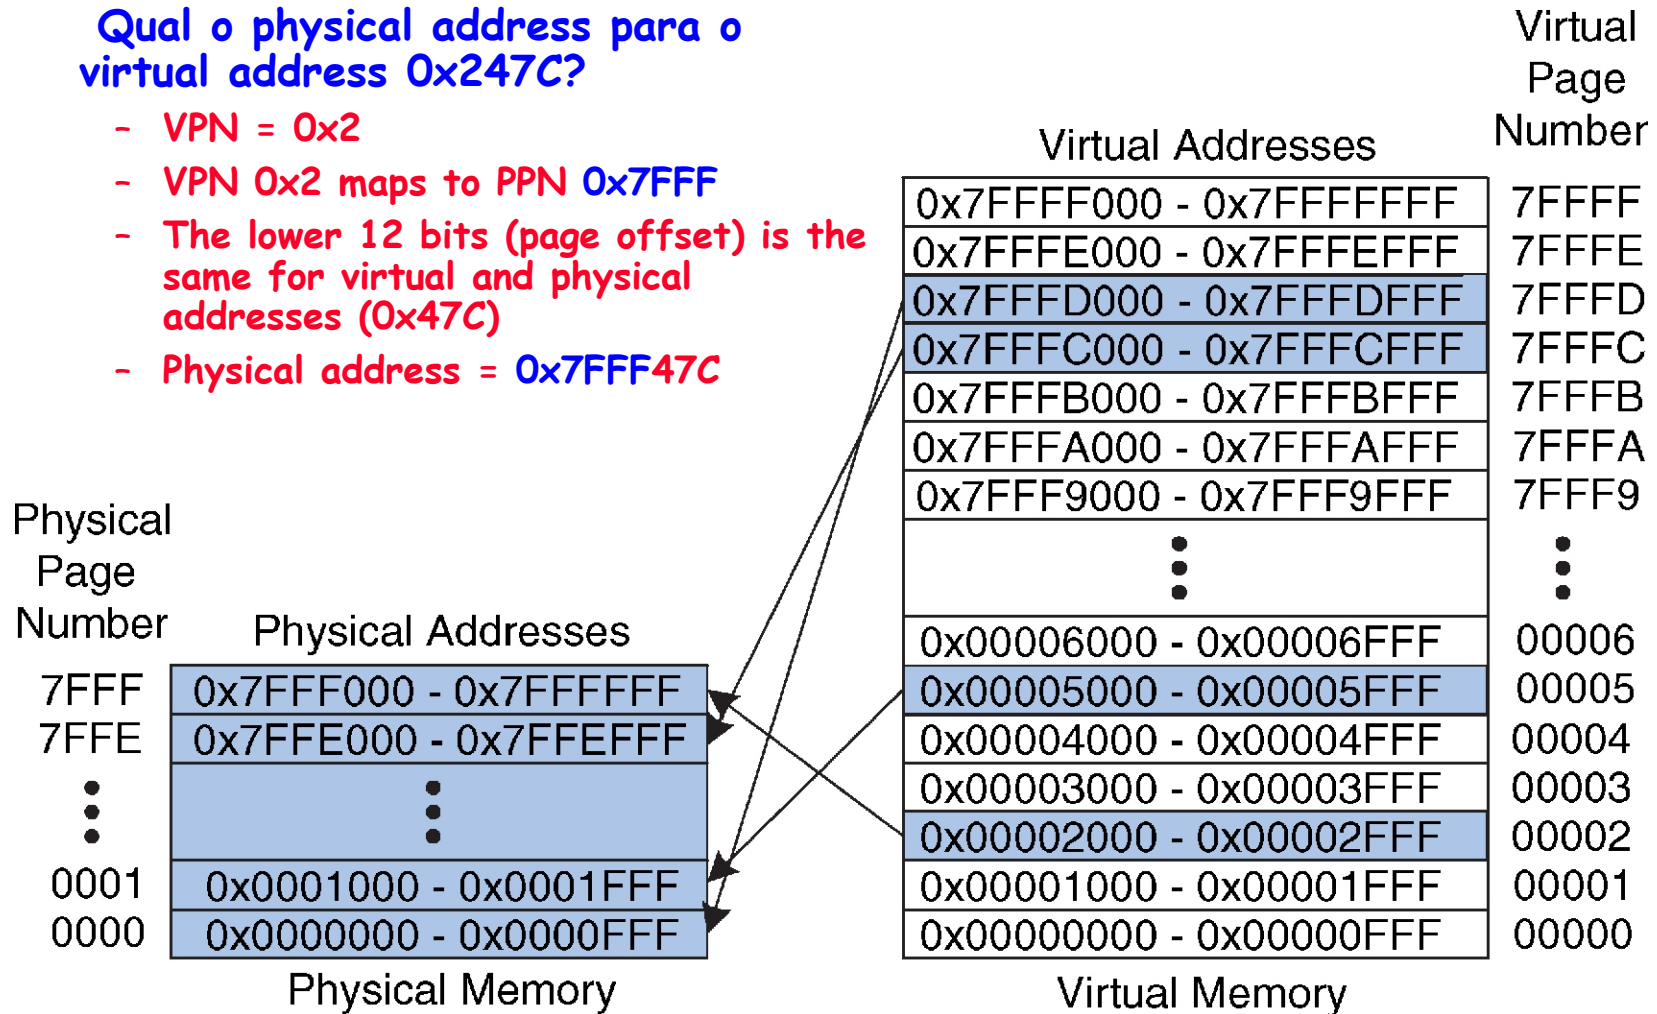 Qual o physical address para o
virtual address 0x247C?
- VPN = 0x2
- VPN 0x2 maps to PPN 0x7FFF
- The lower 12 bits (page offset) is the
same for virtual and physical
addresses (0x47C)
- Physical address = 0x7FFF47C
Physical
Page
Number
Physical Addresses
7FFF 0x7FFF000 - 0x7FFFFFF
7FFE 0x7FFE000 - 0x7FFEFFF
0001 0x0001000 - 0x0001FFF
0000 0x0000000 - 0x0000FFF
Physical Memory
Virtual
Page
Number
Virtual Addresses
0x7FFFF000 - 0x7FFFFFFF 7FFFF
0x7FFFE000 - 0x7FFFEFFF 7FFFE
0x7FFFD000 - 0x7FFFDFFF 7FFFD
0x7FFFC000 - 0x7FFFCFFF 7FFFC
0x7FFFB000 - 0x7FFFBFFF 7FFFB
0x7FFFA000 - 0x7FFFAFFF 7FFFA
0x7FFF9000 - 0x7FFF9FFF 7FFF9
0x00006000 - 0x00006FFF 00006
0x00005000 - 0x00005FFF 00005
0x00004000 - 0x00004FFF 00004
0x00003000 - 0x00003FFF 00003
0x00002000 - 0x00002FFF 00002
0x00001000 - 0x00001FFF 00001
0x00000000 - 0x00000FFF 00000
Virtual Memory